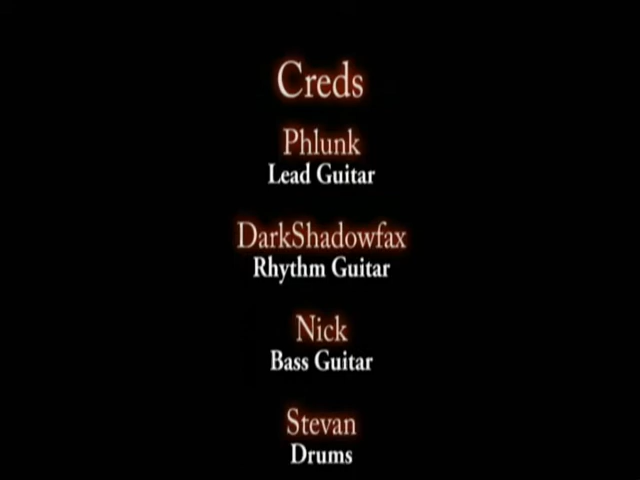 Creds
Phlunk
Lead Guitar
DarkShadowfax
Rhythm Guitar
Nick
Bass Guitar
Stevan
Drums